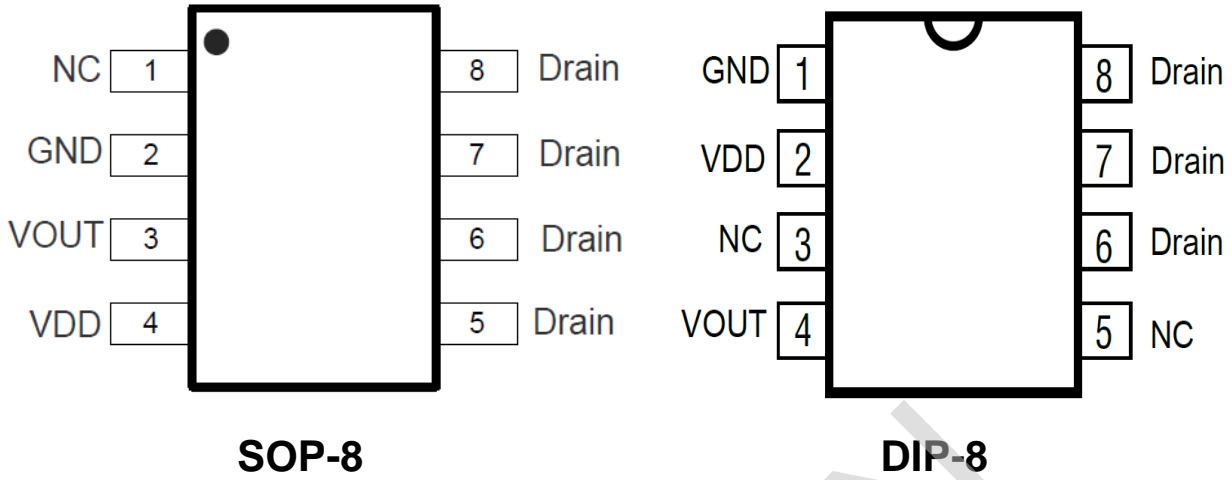 NC 1 8 Drain
GND 2 7 Drain
VOUT 3 6 Drain
VDD 4 5 Drain
SOP-8
GND 1 8 Drain
VDD 2 7 Drain
NC 3 6 Drain
VOUT 4 5 NC
DIP-8